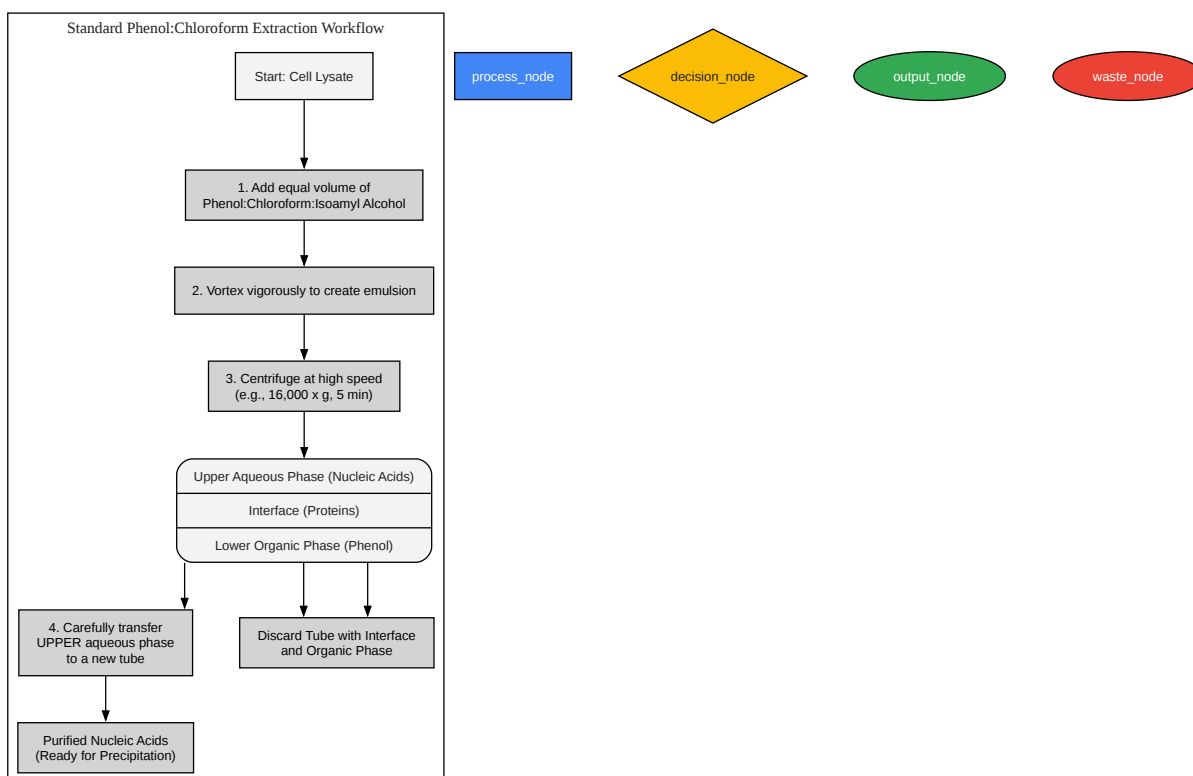 Standard Phenol:Chloroform Extraction Workflow
Start: Cell Lysate
process_node
decision_node
output_node
waste_node
1. Add equal volume of
Phenol:Chloroform:Isoamyl Alcohol
2. Vortex vigorously to create emulsion
3. Centrifuge at high speed
(e.g., 16,000 x g, 5 min)
Upper Aqueous Phase (Nucleic Acids)
Interface (Proteins)
Lower Organic Phase (Phenol)
4. Carefully transfer
UPPER aqueous phase
to a new tube
Discard Tube with Interface
and Organic Phase
Purified Nucleic Acids
(Ready for Precipitation)